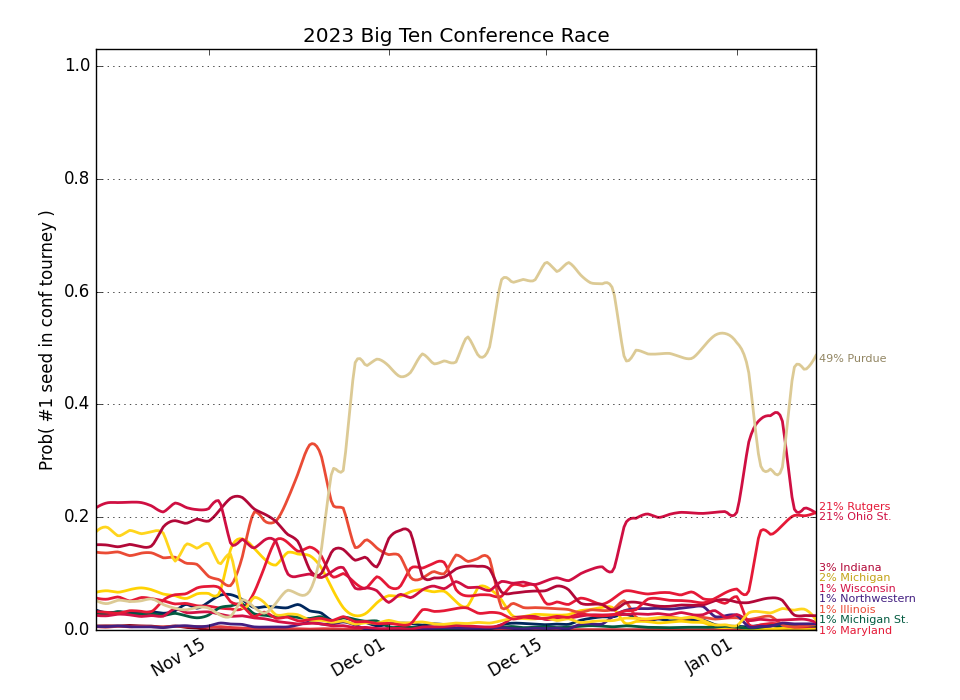 2023 Big Ten Conference Race
Prob( #1 seed in conf tourney )
1.0
0.8
0.6
0.4
0.2
0.0
Nov 15
Dec 01
Dec 15
Jan 01
49% Purdue
21% Rutgers
21% Ohio St.
3% Indiana
2% Michigan
1% Wisconsin
1% Northwestern
1% Illinois
1% Michigan St.
1% Maryland